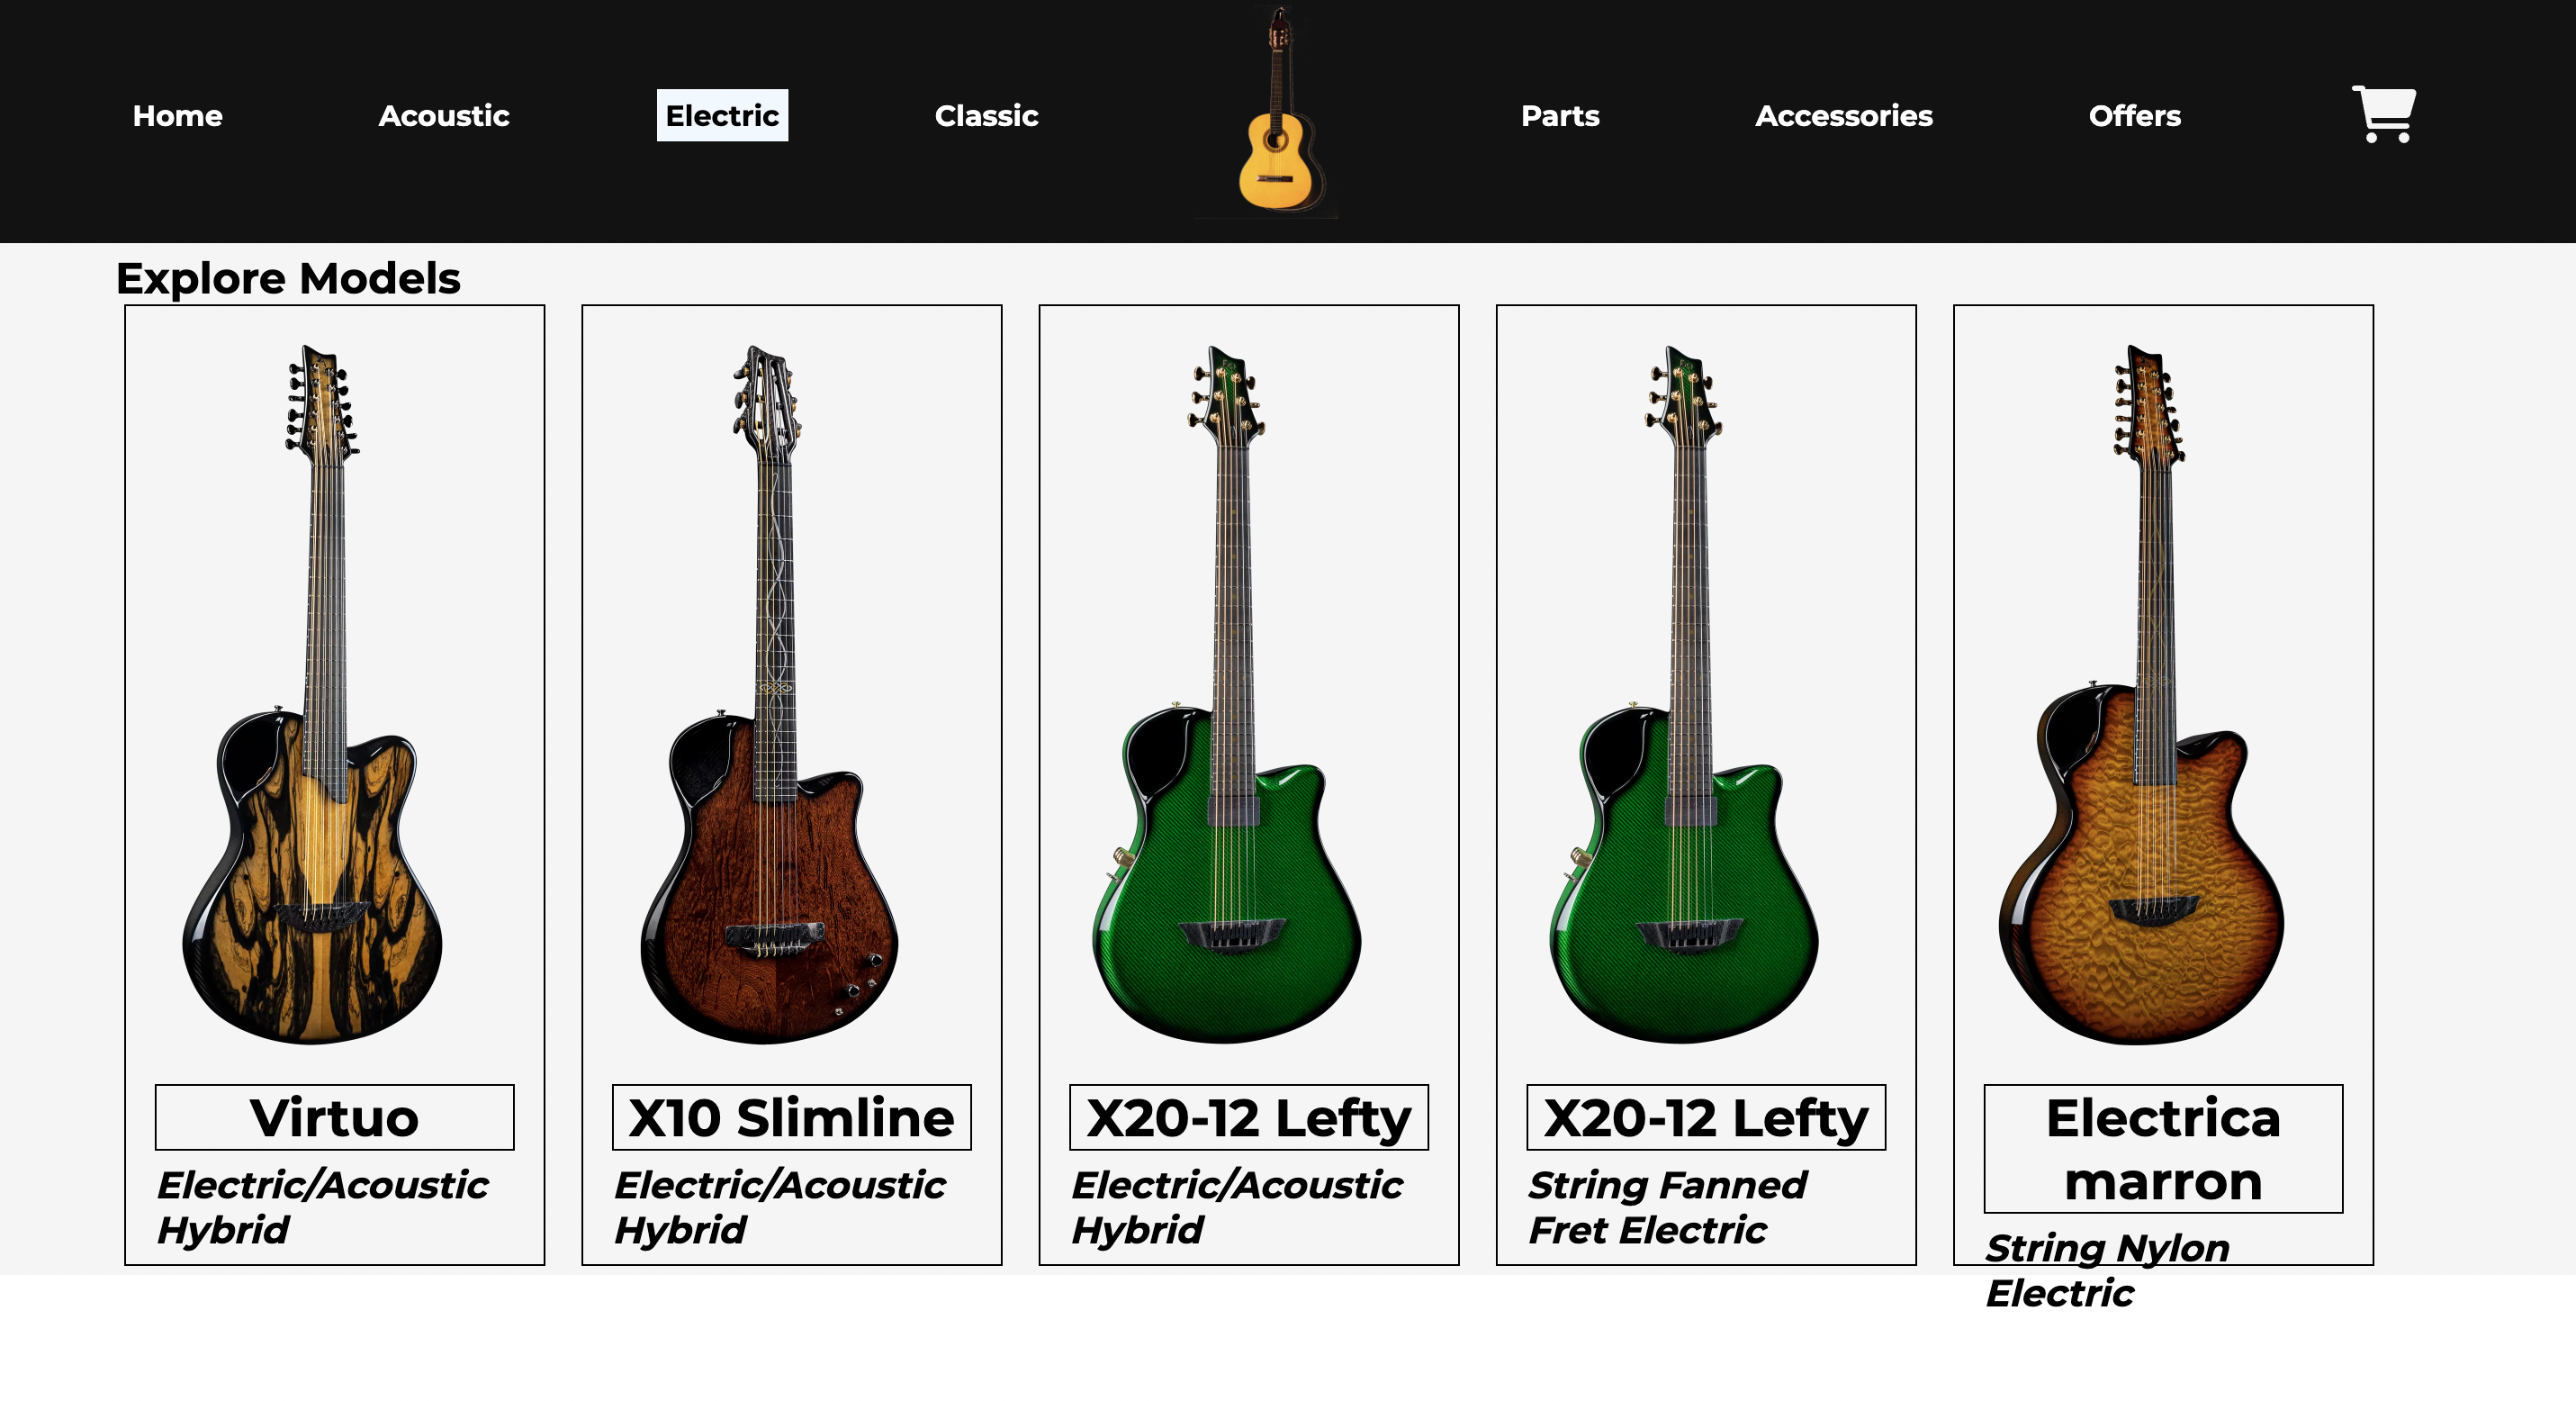 Home Acoustic Electric Classic Parts Accessories Offers
Explore Models
Virtuo
Electric/Acoustic
Hybrid
X10 Slimline
Electric/Acoustic
Hybrid
X20-12 Lefty
Electric/Acoustic
Hybrid
X20-12 Lefty
String Fanned
Fret Electric
Electrica
marron
String Nylon
Electric